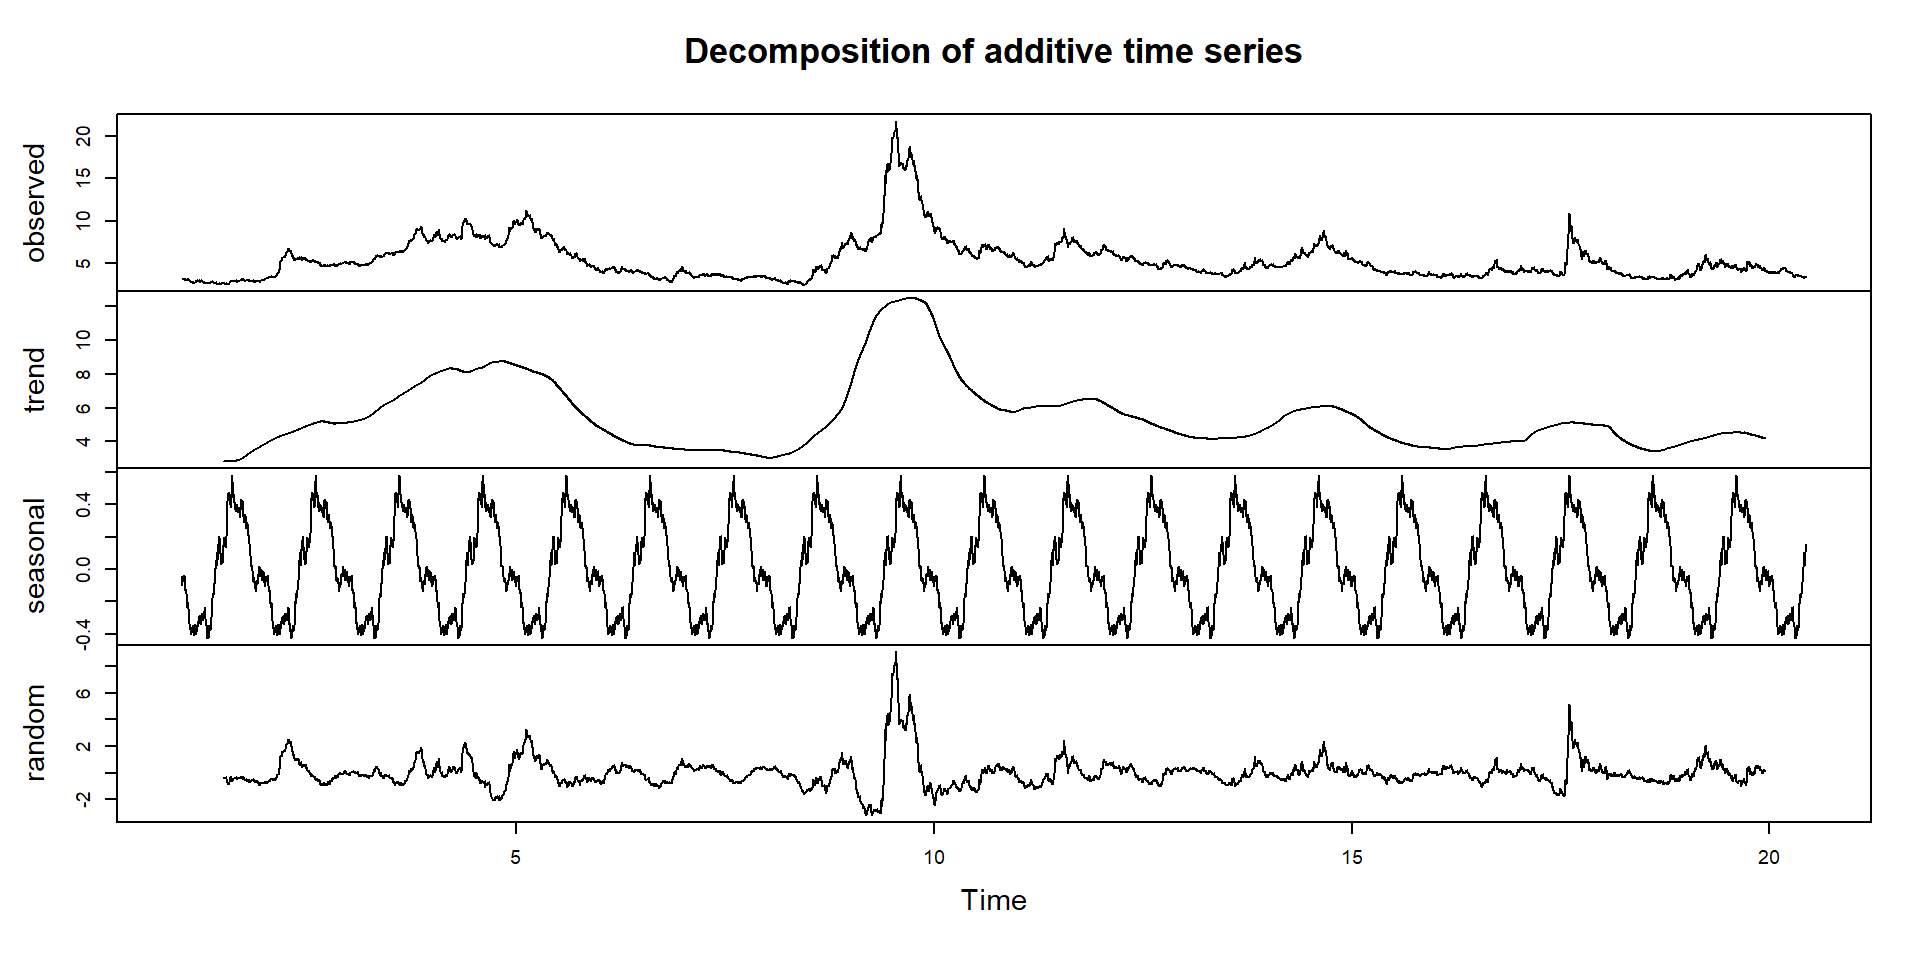 Decomposition of additive time series
observed
5 10 15 20
trend
4 6 8 10
seasonal
-0.4 0.0 0.4
random
-2 2 6
5 10 15 20
Time